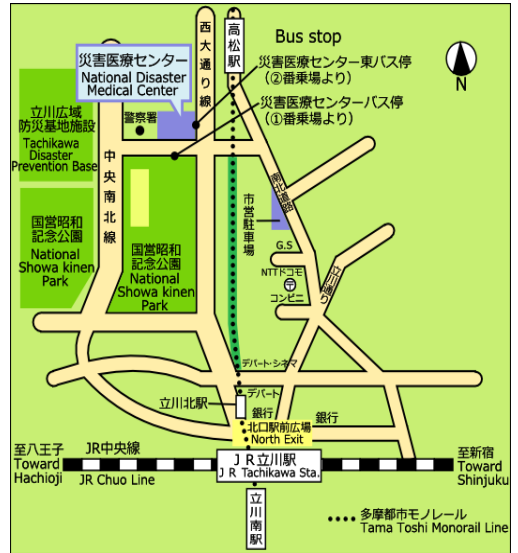 西大通り線
高松駅
Bus stop
災害医療センター
National Disaster
Medical Center
災害医療センター東バス停
(②番乗場より)
災害医療センターバス停
(①番乗場より)
N
立川広域
防災基地施設
Tachikawa
Disaster
Prevention Base
警察署
中央南北線
南北道路
市営駐車場
国営昭和
記念公園
National
Showa kinen
Park
国営昭和
記念公園
National
Showa kinen
Park
G.S
NTTドコモ
〒
コンビニ
立川通り
デパート・シネマ
デパート
立川北駅
銀行
銀行
北口駅前広場
North Exit
至八王子
Toward
Hachioji
JR中央線
JR Chuo Line
JR立川駅
JR Tachikawa Sta.
至新宿
Toward
Shinjuku
立川南駅
多摩都市モノレール
Tama Toshi Monorail Line